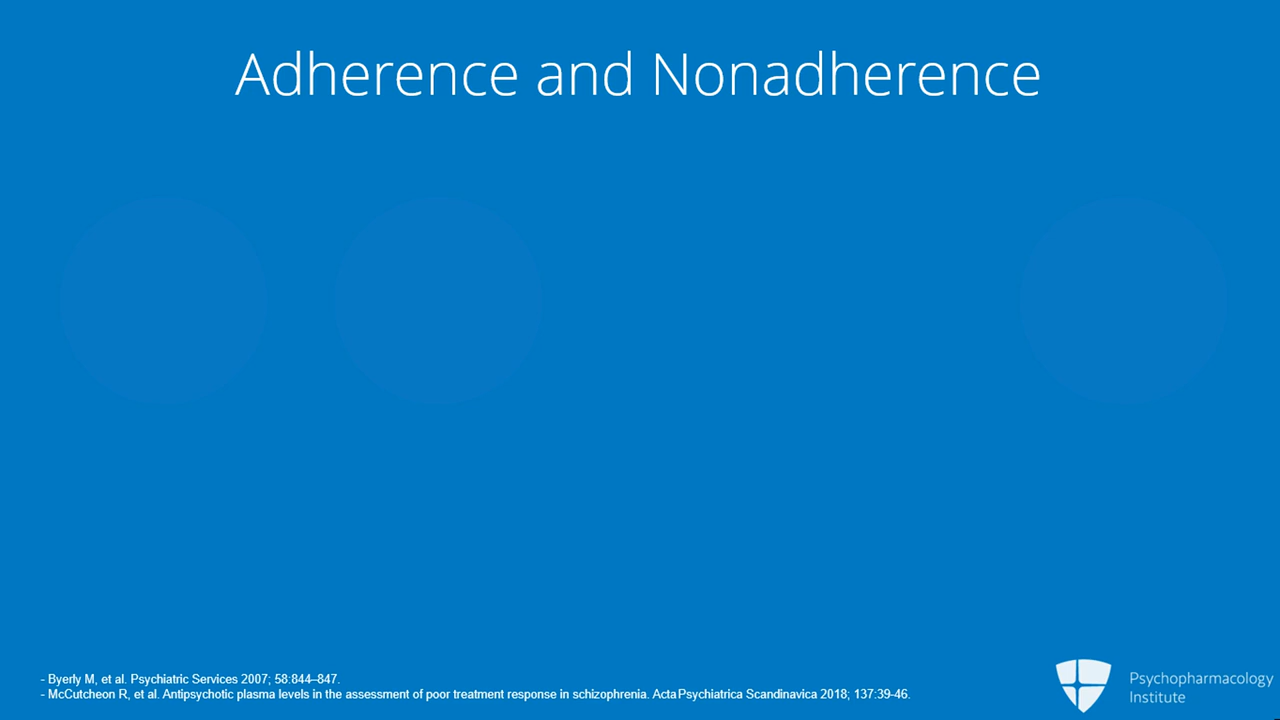 Adherence and Nonadherence
- Byerly M, et al. Psychiatric Services 2007; 58:844–847.
- McCutcheon R, et al. Antipsychotic plasma levels in the assessment of poor treatment response in schizophrenia. Acta Psychiatrica Scandinavica 2018; 137:39-46.
Psychopharmacology
Institute